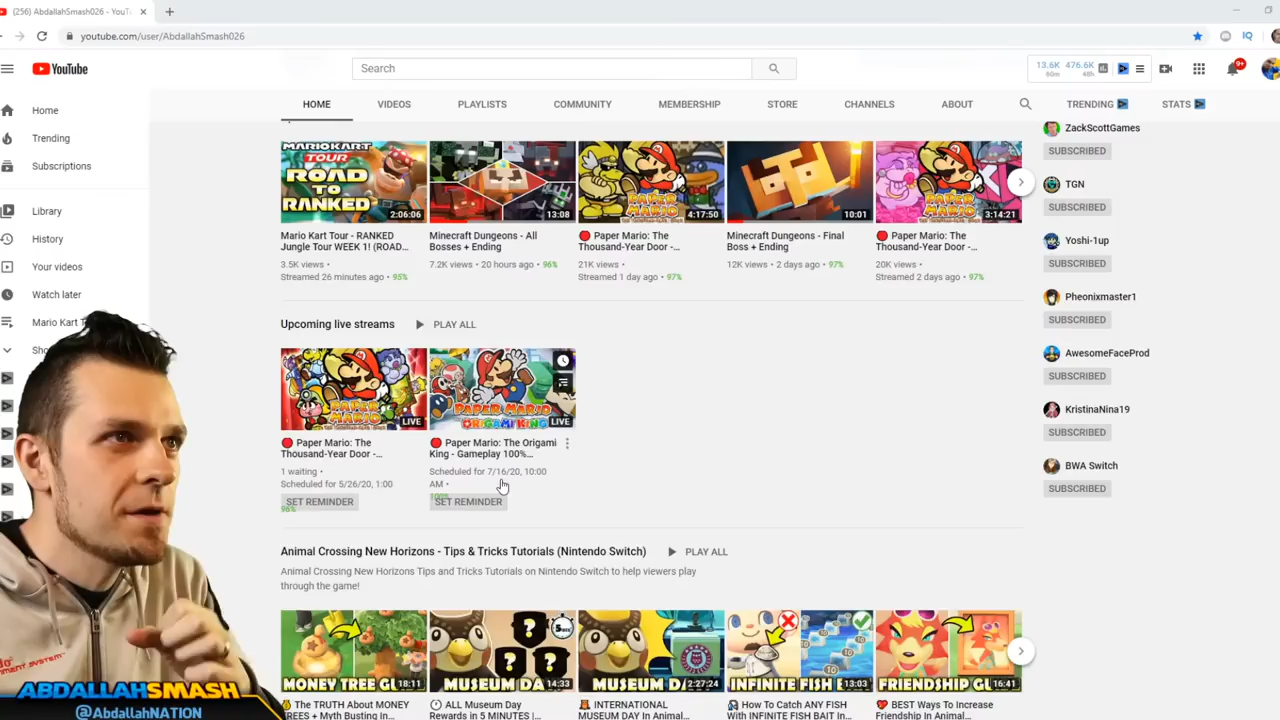 (256) AbdallahSmash026 - YouT
youtube.com/user/AbdallahSmash026
YouTube
Search
13.6K 476.6K
60m 48h
9+
HOME VIDEOS PLAYLISTS COMMUNITY MEMBERSHIP STORE CHANNELS ABOUT TRENDING STATS
Home
Trending
Subscriptions
Library
History
Your videos
Watch later
Mario Kart T
Sho
MARIOKART
TOUR
ROAD
TO
RANKED
2:06:06
13:08
PAPER
MARIO
4:17:50
10:01
PAPER
MARIO
3:14:21
Mario Kart Tour - RANKED
Jungle Tour WEEK 1! (ROAD...
3.5K views •
Streamed 26 minutes ago • 95%
Minecraft Dungeons - All
Bosses + Ending
7.2K views • 20 hours ago • 96%
Paper Mario: The
Thousand-Year Door -...
21K views •
Streamed 1 day ago • 97%
Minecraft Dungeons - Final
Boss + Ending
12K views • 2 days ago • 97%
Paper Mario: The
Thousand-Year Door -...
20K views •
Streamed 2 days ago • 97%
Upcoming live streams PLAY ALL
PAPER
MARIO
LIVE
PAPER MARIO
ORIGAMI KING
LIVE
Paper Mario: The
Thousand-Year Door -...
1 waiting •
Scheduled for 5/26/20, 1:00
SET REMINDER
96%
Paper Mario: The Origami
King - Gameplay 100%...
Scheduled for 7/16/20, 10:00
AM •
100%
SET REMINDER
Animal Crossing New Horizons - Tips & Tricks Tutorials (Nintendo Switch) PLAY ALL
Animal Crossing New Horizons Tips and Tricks Tutorials on Nintendo Switch to help viewers play
through the game!
MONEY TREE GU
18:11
MUSEUM DA
14:33
MUSEUM D
2:27:24
INFINITE FISH B
13:03
FRIENDSHIP GU
16:41
The TRUTH About MONEY
TREES + Myth Busting In...
ALL Museum Day
Rewards in 5 MINUTES |
INTERNATIONAL
MUSEUM DAY In Animal
How To Catch ANY FISH
With INFINITE FISH BAIT In...
BEST Ways To Increase
Friendship In Animal...
ZackScottGames
SUBSCRIBED
TGN
SUBSCRIBED
Yoshi-1up
SUBSCRIBED
Pheonixmaster1
SUBSCRIBED
AwesomeFaceProd
SUBSCRIBED
KristinaNina19
SUBSCRIBED
BWA Switch
SUBSCRIBED
ABDALLAHSMASH
@AbdallahNATION